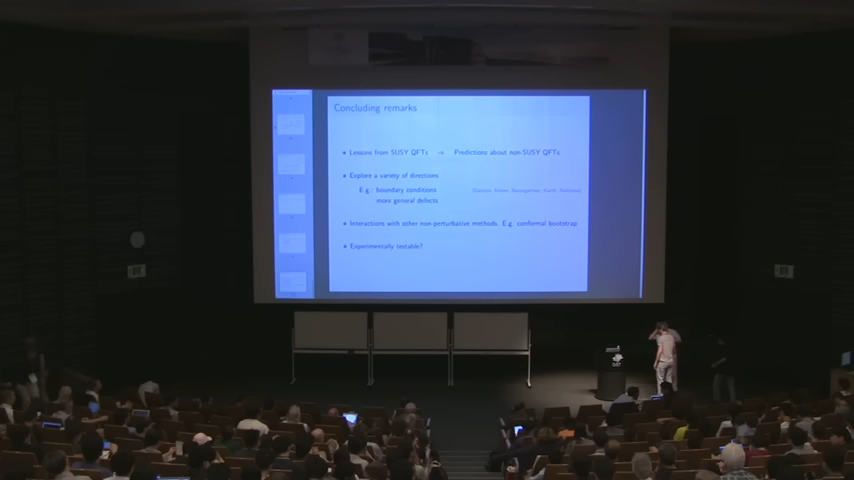 Concluding remarks
Lessons from SUSY QFTs ⇒ Predictions about non-SUSY QFTs
Explore a variety of directions
E.g.: boundary conditions
more general defects
Interactions with other non-perturbative methods. E.g. conformal bootstrap
Experimentally testable?